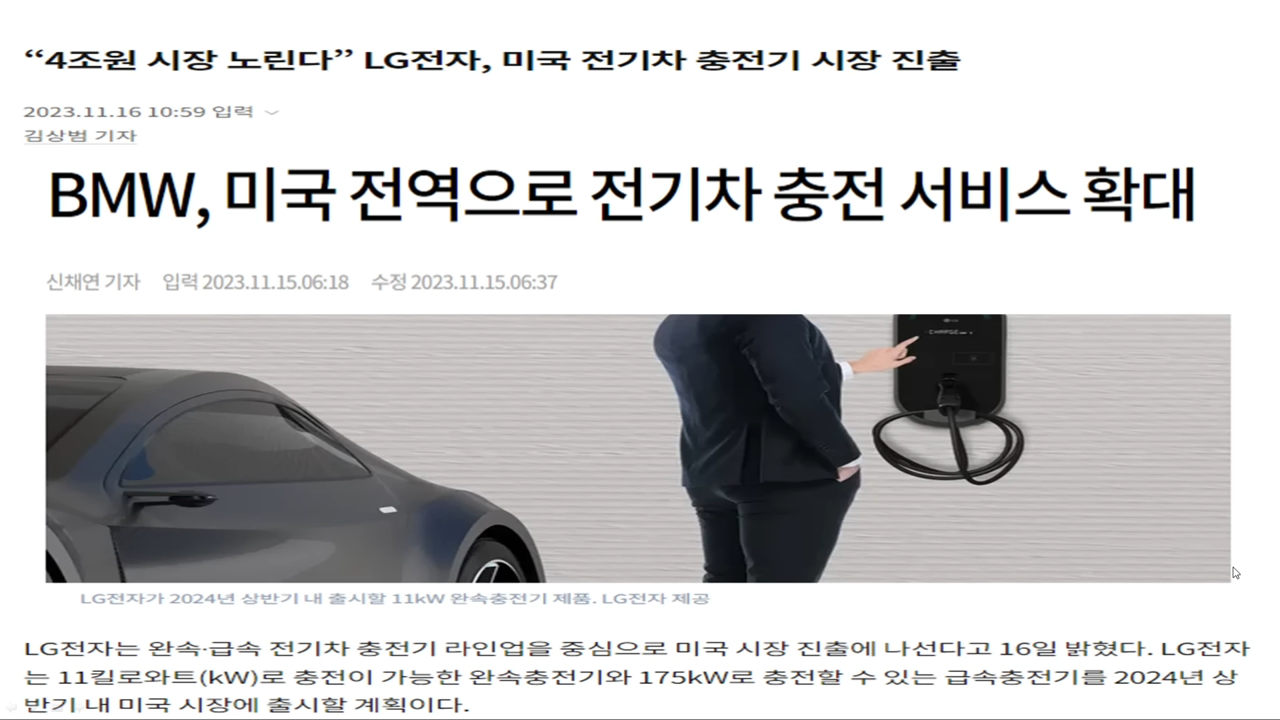 “4조원 시장 노린다” LG전자, 미국 전기차 충전기 시장 진출
2023.11.16 10:59 입력
김상범 기자
BMW, 미국 전역으로 전기차 충전 서비스 확대
신채연 기자 입력 2023.11.15.06:18 수정 2023.11.15.06:37
LG전자가 2024년 상반기 내 출시할 11kW 완속충전기 제품. LG전자 제공
LG전자는 완속·급속 전기차 충전기 라인업을 중심으로 미국 시장 진출에 나선다고 16일 밝혔다. LG전자
는 11킬로와트(kW)로 충전이 가능한 완속충전기와 175kW로 충전할 수 있는 급속충전기를 2024년 상
반기 내 미국 시장에 출시할 계획이다.